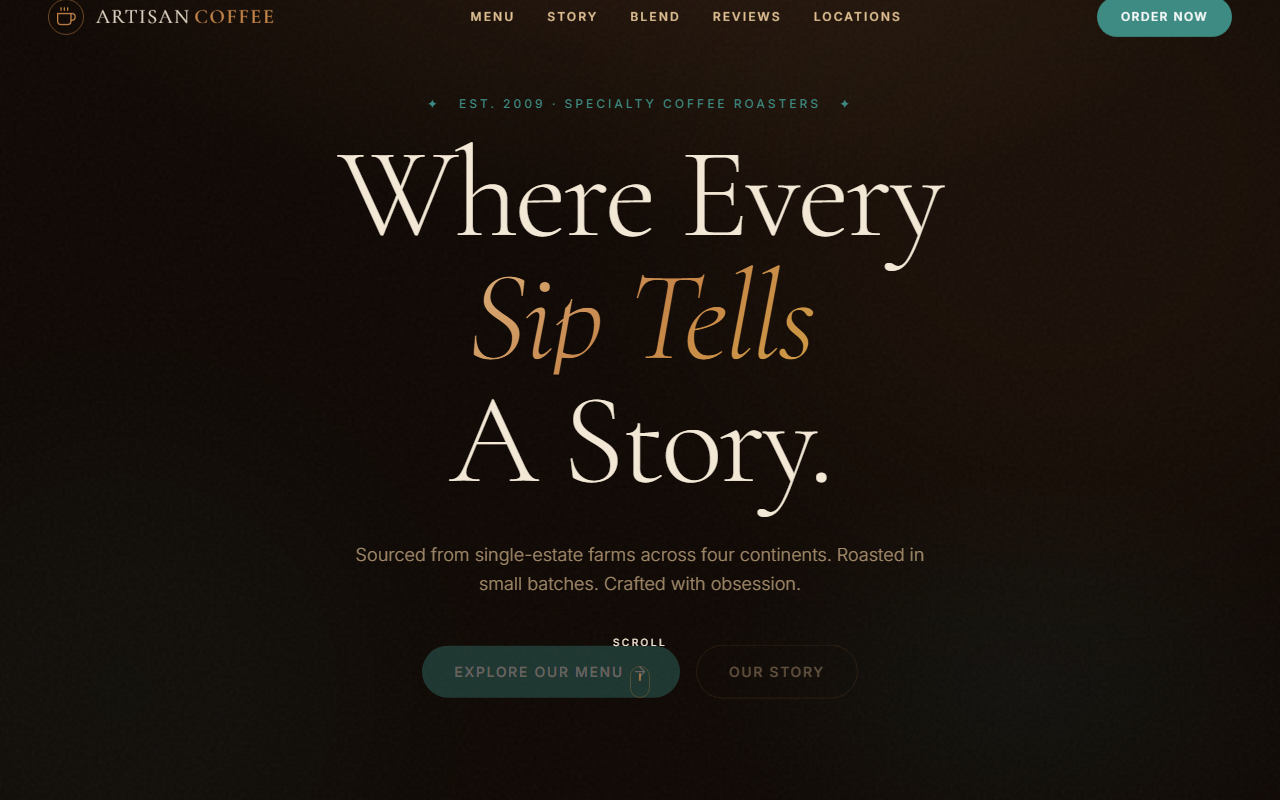 ARTISAN COFFEE
MENU STORY BLEND REVIEWS LOCATIONS
ORDER NOW
✦ EST. 2009 · SPECIALTY COFFEE ROASTERS ✦
Where Every
Sip Tells
A Story.
Sourced from single-estate farms across four continents. Roasted in
small batches. Crafted with obsession.
SCROLL
EXPLORE OUR MENU →
OUR STORY